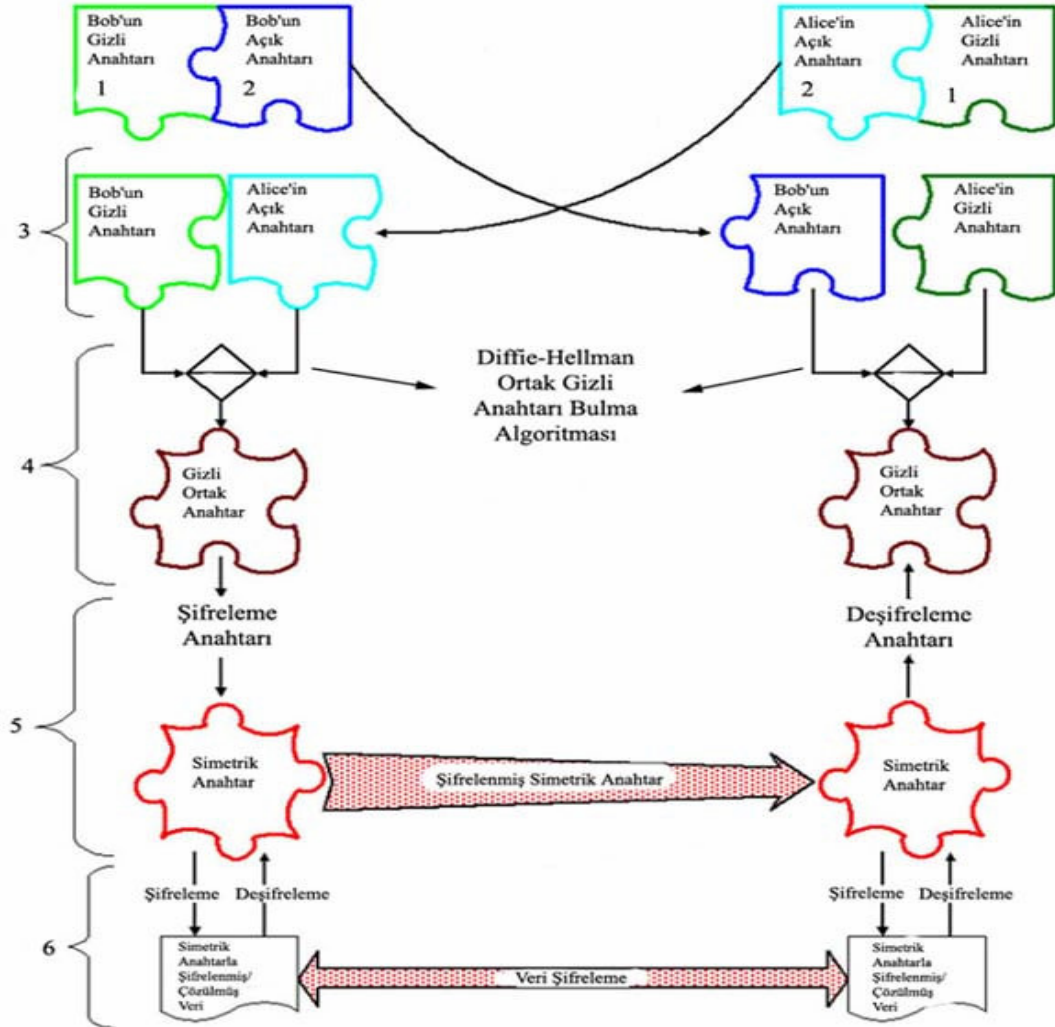 Bob'un
Gizli
Anahtarı
1
Bob'un
Açık
Anahtarı
2
Alice'in
Açık
Anahtarı
2
Alice'in
Gizli
Anahtarı
1
3
Bob'un
Gizli
Anahtarı
Alice'in
Açık
Anahtarı
Bob'un
Açık
Anahtarı
Alice'in
Gizli
Anahtarı
Diffie-Hellman
Ortak Gizli
Anahtarı Bulma
Algoritması
4
Gizli
Ortak
Anahtar
Gizli
Ortak
Anahtar
Şifreleme
Anahtarı
Deşifreleme
Anahtarı
5
Simetrik
Anahtar
Şifrelenmiş Simetrik Anahtar
Simetrik
Anahtar
Şifreleme
Deşifreleme
Şifreleme
Deşifreleme
6
Simetrik
Anahtarla
Şifrelenmiş/
Çözülmüş
Veri
Veri Şifreleme
Simetrik
Anahtarla
Şifrelenmiş/
Çözülmüş
Veri